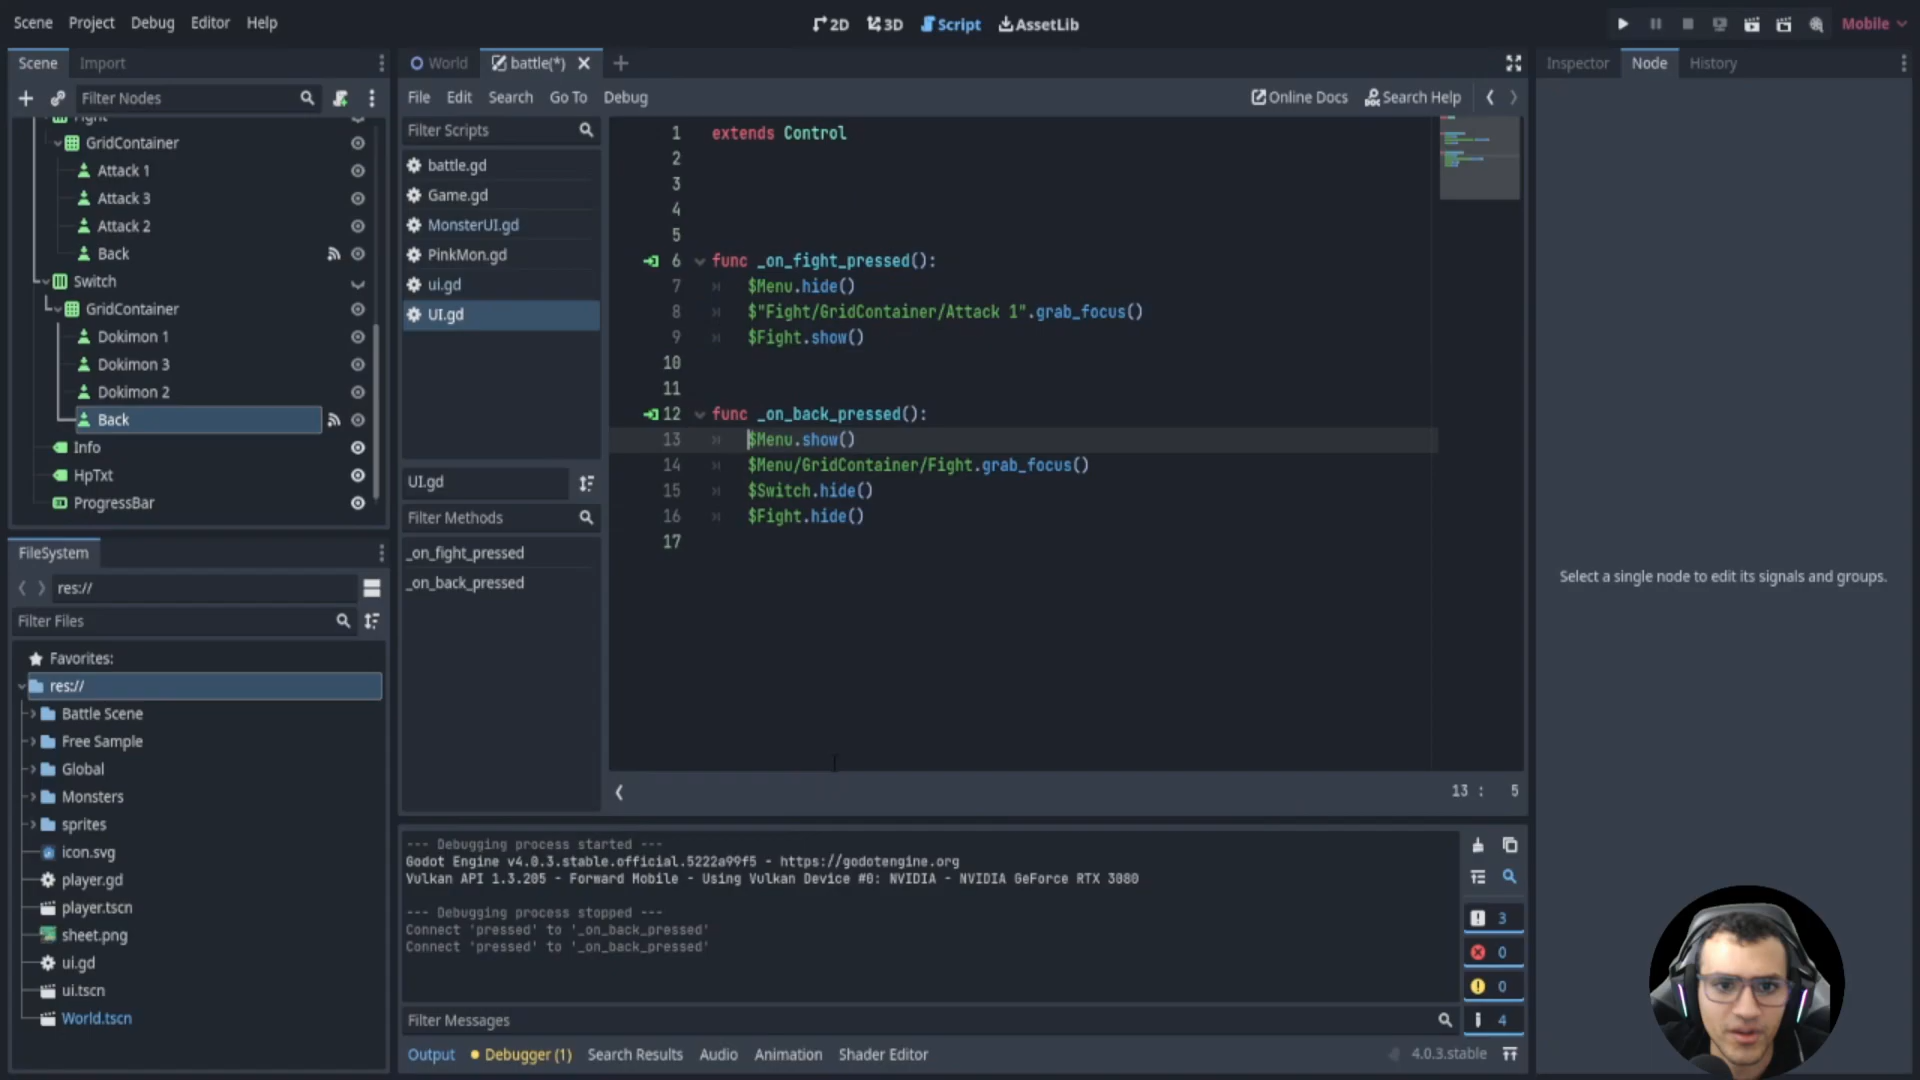 Scene Project Debug Editor Help
2D 3D Script AssetLib
Mobile
Scene Import
Filter Nodes
Fight
GridContainer
Attack 1
Attack 3
Attack 2
Back
Switch
GridContainer
Dokimon 1
Dokimon 3
Dokimon 2
Back
Info
HpTxt
ProgressBar
FileSystem
res://
Filter Files
Favorites:
res://
Battle Scene
Free Sample
Global
Monsters
sprites
icon.svg
player.gd
player.tscn
sheet.png
ui.gd
ui.tscn
World.tscn
World battle(*)
File Edit Search Go To Debug
Online Docs Search Help
Filter Scripts
battle.gd
Game.gd
MonsterUI.gd
PinkMon.gd
ui.gd
UI.gd
UI.gd
Filter Methods
_on_fight_pressed
_on_back_pressed
1 extends Control
2
3
4
5
6 func _on_fight_pressed():
7 $Menu.hide()
8 $"Fight/GridContainer/Attack 1".grab_focus()
9 $Fight.show()
10
11
12 func _on_back_pressed():
13 $Menu.show()
14 $Menu/GridContainer/Fight.grab_focus()
15 $Switch.hide()
16 $Fight.hide()
17
13 : 5
--- Debugging process started ---
Godot Engine v4.0.3.stable.official.5222a99f5 - https://godotengine.org
Vulkan API 1.3.205 - Forward Mobile - Using Vulkan Device #0: NVIDIA - NVIDIA GeForce RTX 3080
--- Debugging process stopped ---
Connect 'pressed' to '_on_back_pressed'
Connect 'pressed' to '_on_back_pressed'
3
0
0
4
Filter Messages
Output Debugger (1) Search Results Audio Animation Shader Editor
4.0.3.stable
Inspector Node History
Select a single node to edit its signals and groups.